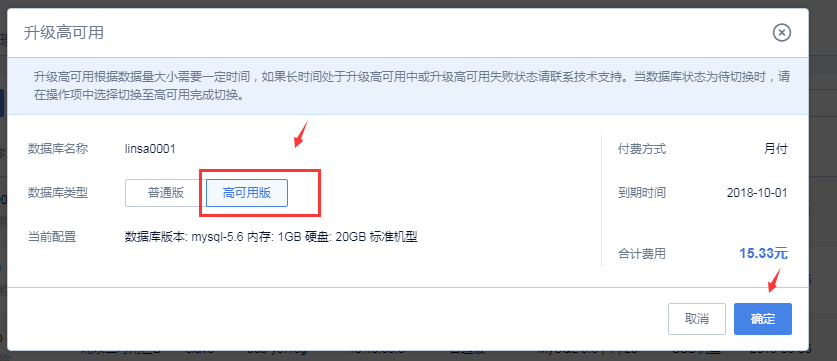 升级高可用
升级高可用根据数据量大小需要一定时间，如果长时间处于升级高可用中或升级高可用失败状态请联系技术支持。当数据库状态为待切换时，请
在操作项中选择切换至高可用完成切换。
数据库名称 linsa0001
付费方式 月付
数据库类型 普通版 高可用版
到期时间 2018-10-01
当前配置 数据库版本: mysql-5.6 内存: 1GB 硬盘: 20GB 标准机型
合计费用 15.33元
取消 确定